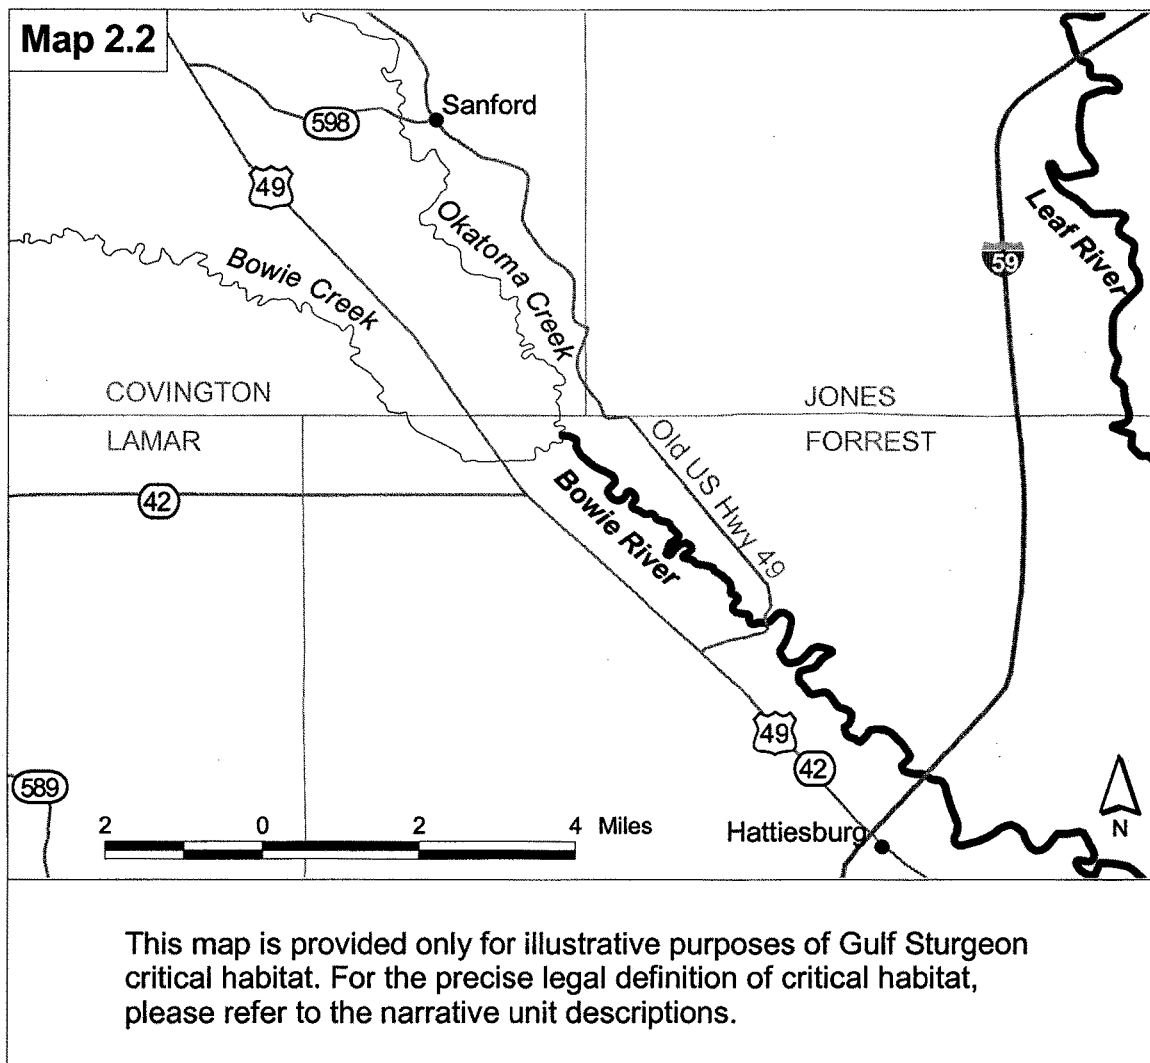 Map 2.2
Sanford
598
49
Okatoma Creek
Bowie Creek
Leaf River
59
COVINGTON
JONES
LAMAR
FORREST
Old US Hwy 49
42
Bowie River
49
42
589
2 0 2 4 Miles
Hattiesburg
N
This map is provided only for illustrative purposes of Gulf Sturgeon
critical habitat. For the precise legal definition of critical habitat,
please refer to the narrative unit descriptions.